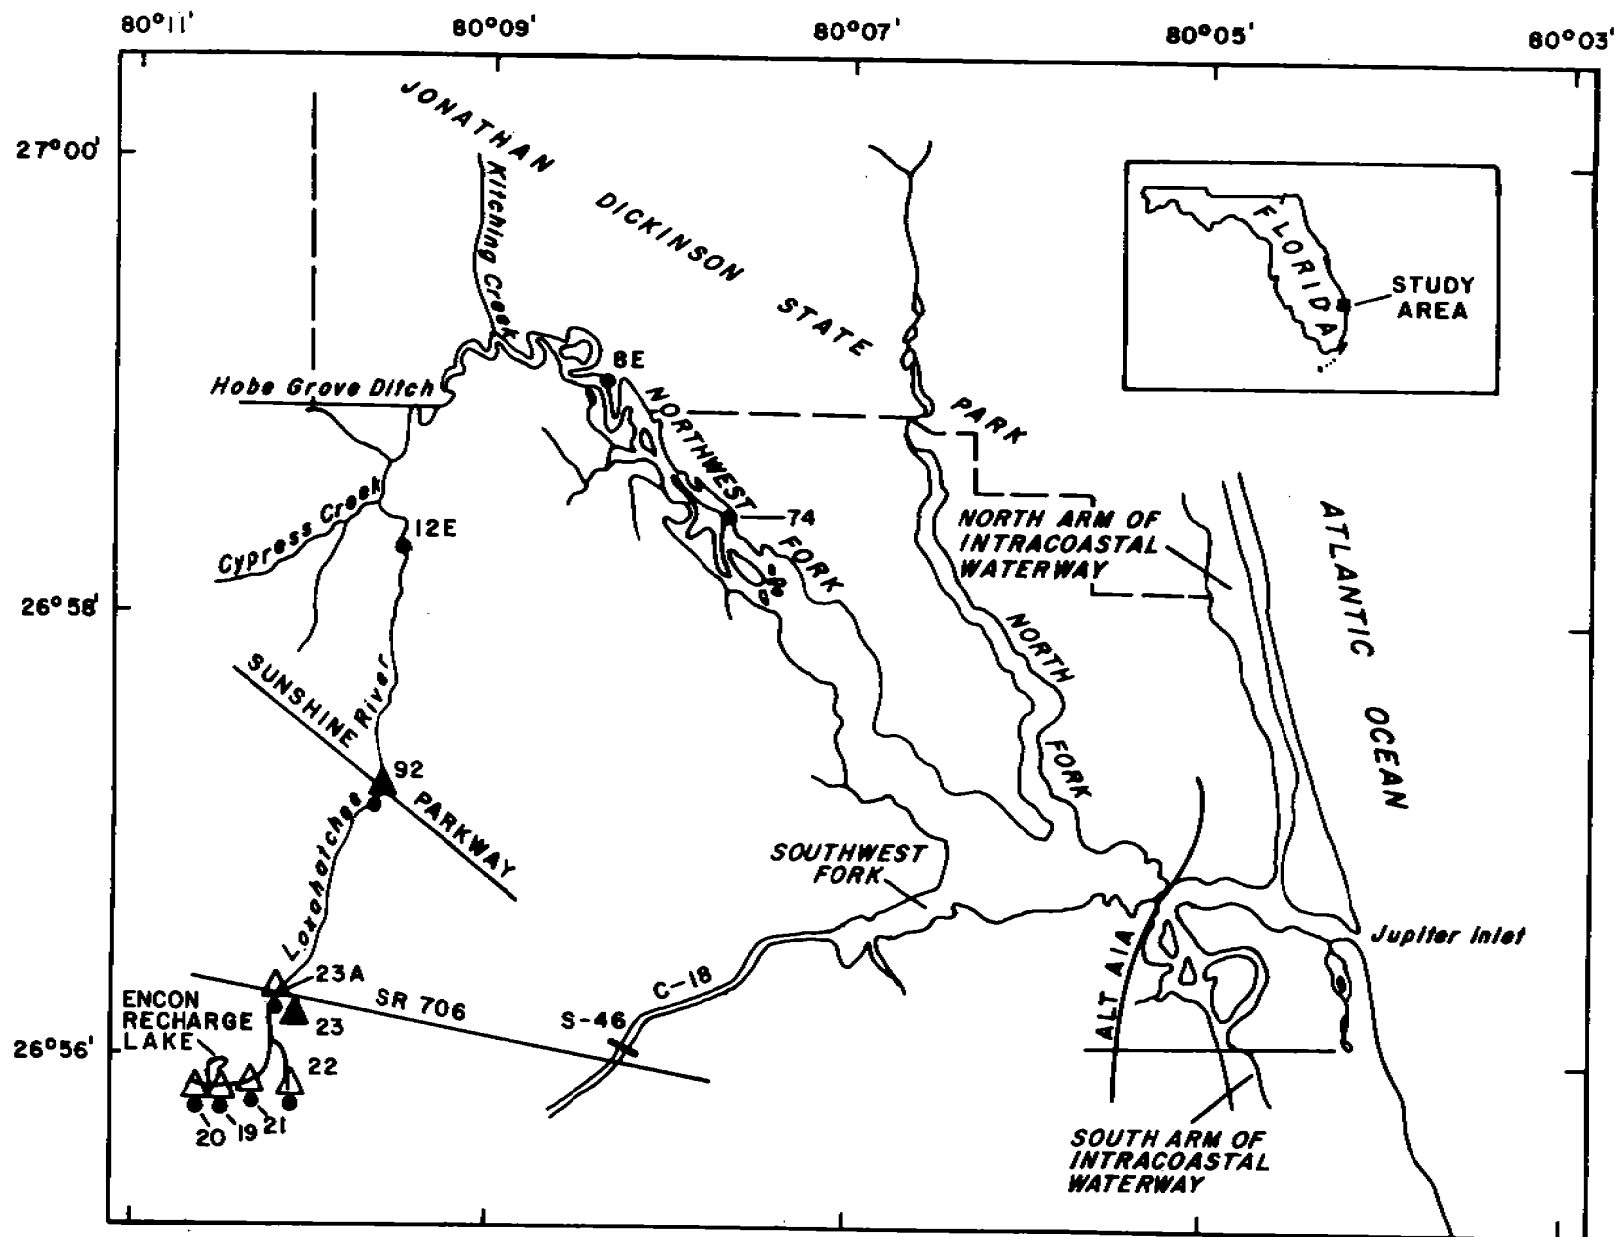 80°11'
80°09'
80°07'
80°05'
80°03'
27°00'
26°58'
26°56'
JONATHAN
DICKINSON
STATE
PARK
Kitching Creek
FLORIDA
STUDY
AREA
Hobe Grove Ditch
8E
NORTHWEST
FORK
74
Cypress Creek
12E
NORTH ARM OF
INTRACOASTAL
WATERWAY
ATLANTIC
OCEAN
NORTH
FORK
SUNSHINE
PARKWAY
Loxahatchee
River
92
SOUTHWEST
FORK
Jupiter Inlet
ALT A1A
23A
SR 706
C-18
S-46
ENCON
RECHARGE
LAKE
23
22
20
19
21
SOUTH ARM OF
INTRACOASTAL
WATERWAY